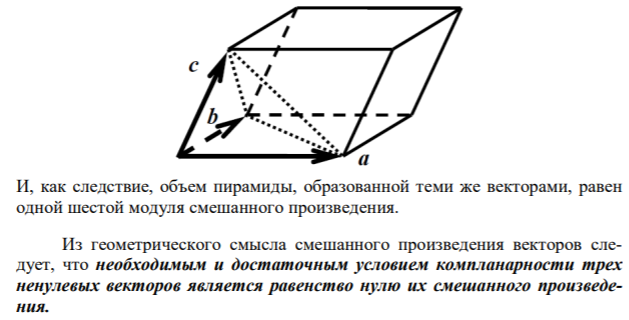 c
b
a
И, как следствие, объем пирамиды, образованной теми же векторами, равен
одной шестой модуля смешанного произведения.
Из геометрического смысла смешанного произведения векторов сле-
дует, что необходимым и достаточным условием компланарности трех
ненулевых векторов является равенство нулю их смешанного произведе-
ния.